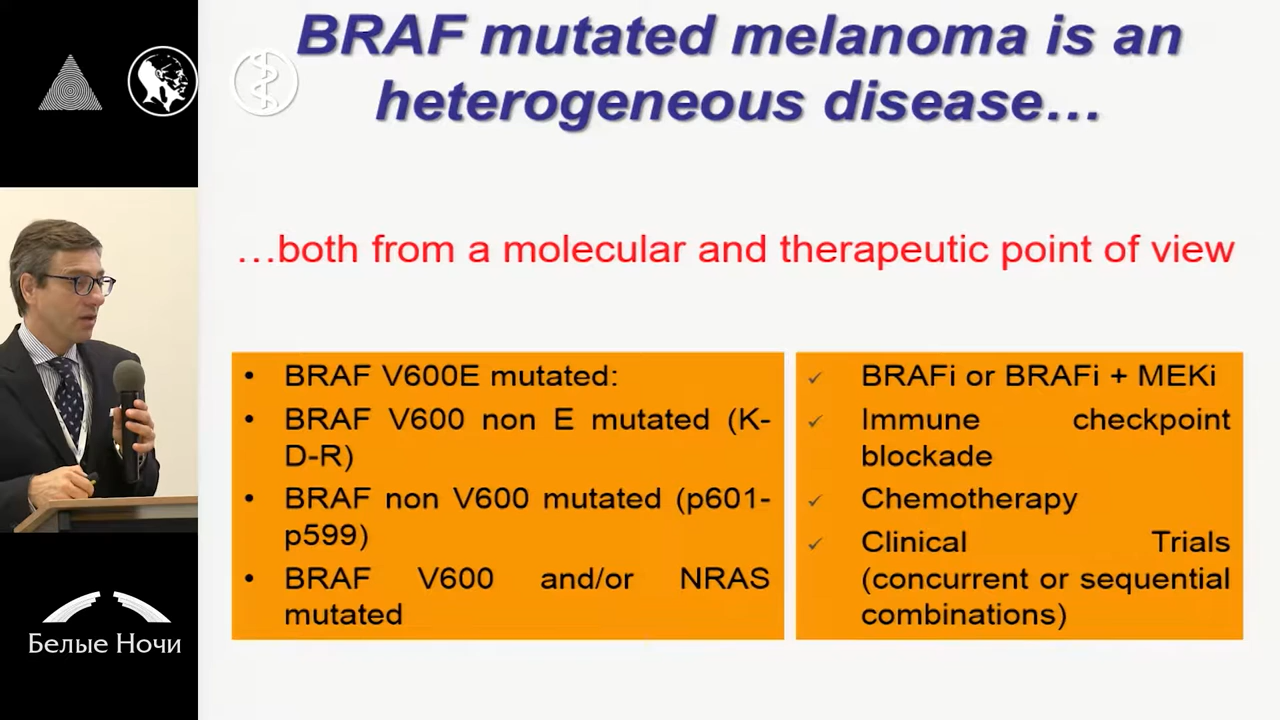 BRAF mutated melanoma is an
heterogeneous disease…
…both from a molecular and therapeutic point of view
• BRAF V600E mutated:
• BRAF V600 non E mutated (K-
D-R)
• BRAF non V600 mutated (p601-
p599)
• BRAF V600 and/or NRAS
mutated
✓ BRAFi or BRAFi + MEKi
✓ Immune checkpoint
blockade
✓ Chemotherapy
✓ Clinical Trials
(concurrent or sequential
combinations)
Белые Ночи